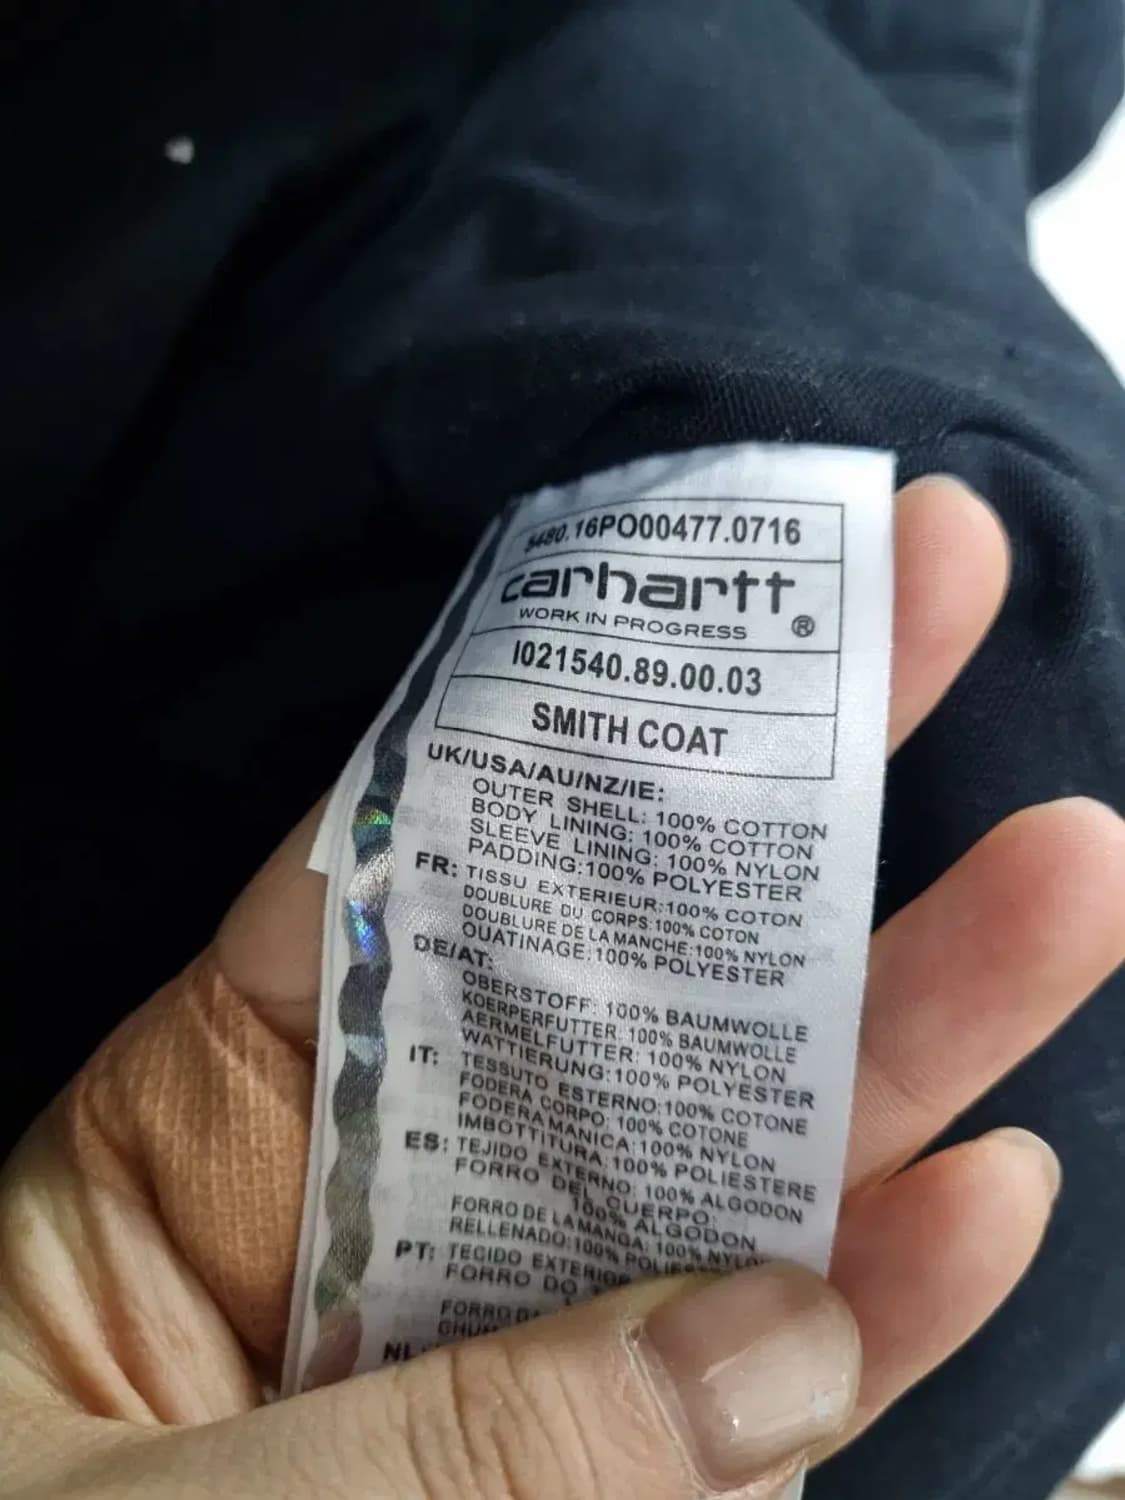 5480.16PO00477.0716
carhartt®
WORK IN PROGRESS
I021540.89.00.03
SMITH COAT
UK/USA/AU/NZ/IE:
OUTER SHELL: 100% COTTON
BODY LINING: 100% COTTON
SLEEVE LINING: 100% NYLON
PADDING:100% POLYESTER
FR: TISSU EXTERIEUR:100% COTON
DOUBLURE DU CORPS:100% COTON
DOUBLURE DE LA MANCHE:100% NYLON
OUATINAGE:100% POLYESTER
DE/AT:
OBERSTOFF: 100% BAUMWOLLE
KOERPERFUTTER: 100% BAUMWOLLE
AERMELFUTTER: 100% NYLON
WATTIERUNG:100% POLYESTER
IT: TESSUTO ESTERNO:100% COTONE
FODERA CORPO: 100% COTONE
FODERA MANICA:100% NYLON
IMBOTTITURA:100% POLIESTERE
ES: TEJIDO EXTERNO: 100% ALGODON
FORRO DEL CUERPO:
100% ALGODON
FORRO DE LA MANGA: 100% NYLON
RELLENADO:100%
PT: TECIDO EXTERIOR
FORRO DO
FORRO
NL: